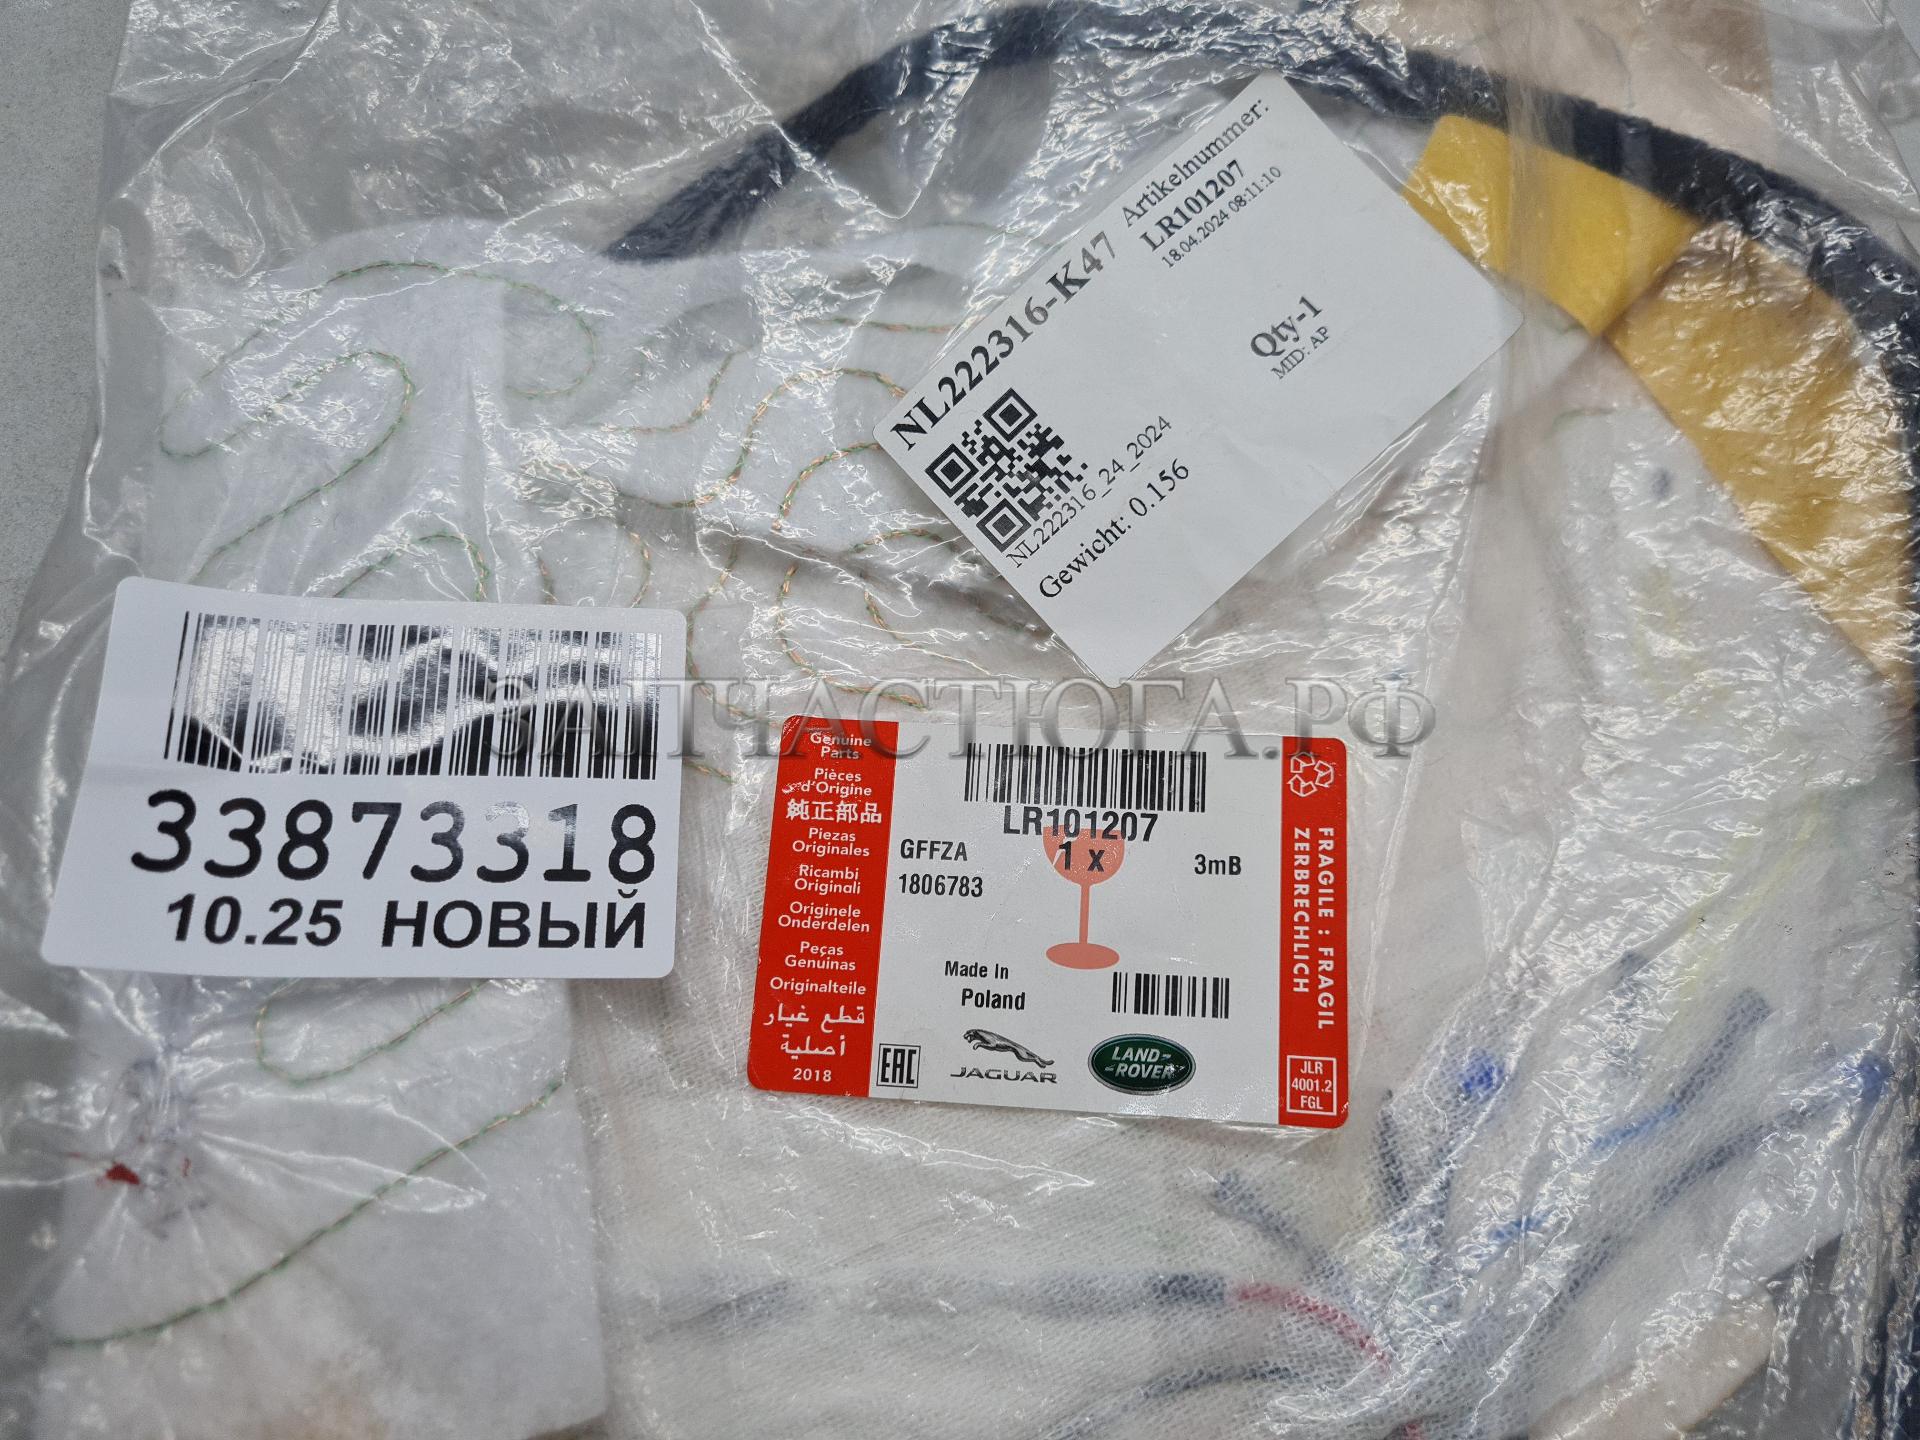 NL222316-K47
Artikelnummer:
LR101207
18.04.2024 08:11:10
Qty-1
MID: AP
NL222316_24_2024
Gewicht: 0.156
33873318
10.25 НОВЫЙ
ЗАПЧАСТЮГА.РФ
Genuine
Parts
Pièces
d'Origine
純正部品
Piezas
Originales
Ricambi
Originali
Originele
Onderdelen
Peças
Genuinas
Originalteile
قطع غيار
أصلية
2018
LR101207
1 x
GFFZA
1806783
3mB
Made In
Poland
EAC
JAGUAR
LAND-
-ROVER
FRAGILE : FRAGIL
ZERBRECHLICH
JLR
4001.2
FGL